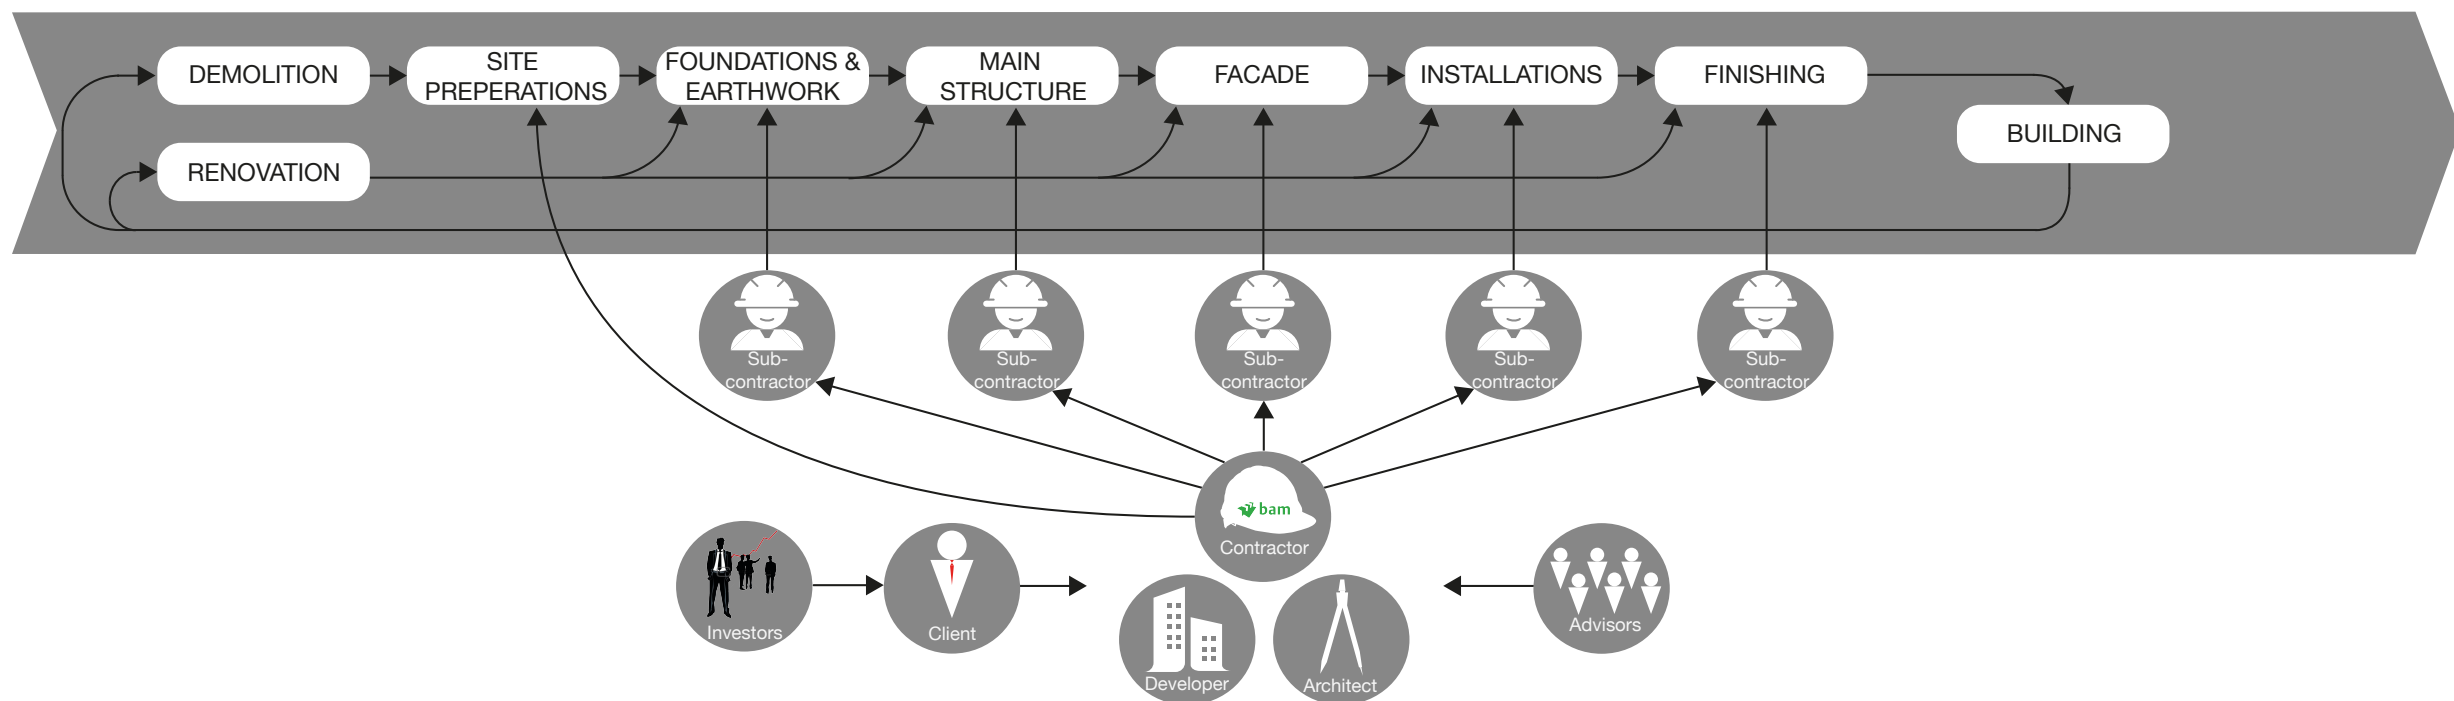 DEMOLITION
SITE
PREPERATIONS
FOUNDATIONS &
EARTHWORK
MAIN
STRUCTURE
FACADE
INSTALLATIONS
FINISHING
BUILDING
RENOVATION
Sub-
contractor
Sub-
contractor
Sub-
contractor
Sub-
contractor
Sub-
contractor
bam
Contractor
Investors
Client
Developer
Architect
Advisors